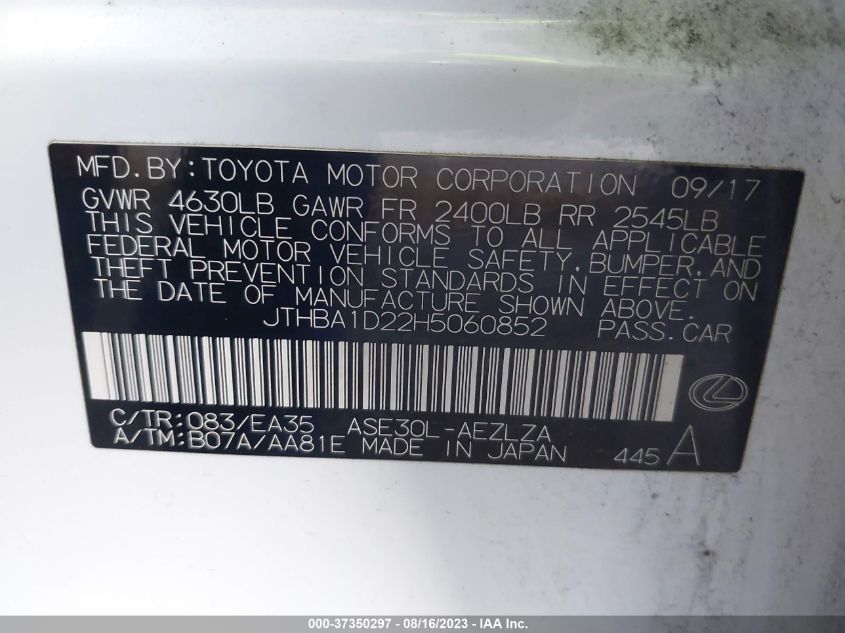 MFD.BY:TOYOTA MOTOR CORPORATION 09/17
GVWR 4630LB GAWR FR 2400LB RR 2545LB
THIS VEHICLE CONFORMS TO ALL APPLICABLE
FEDERAL MOTOR VEHICLE SAFETY,BUMPER,AND
THEFT PREVENTION STANDARDS IN EFFECT ON
THE DATE OF MANUFACTURE SHOWN ABOVE.
JTHBA1D22H5060852 PASS.CAR
C/TR:083/EA35 ASE30L-AEZLZA
A/TM:B07A/AA81E MADE IN JAPAN 445 A
000-37350297 - 08/16/2023 - © IAA, Inc.